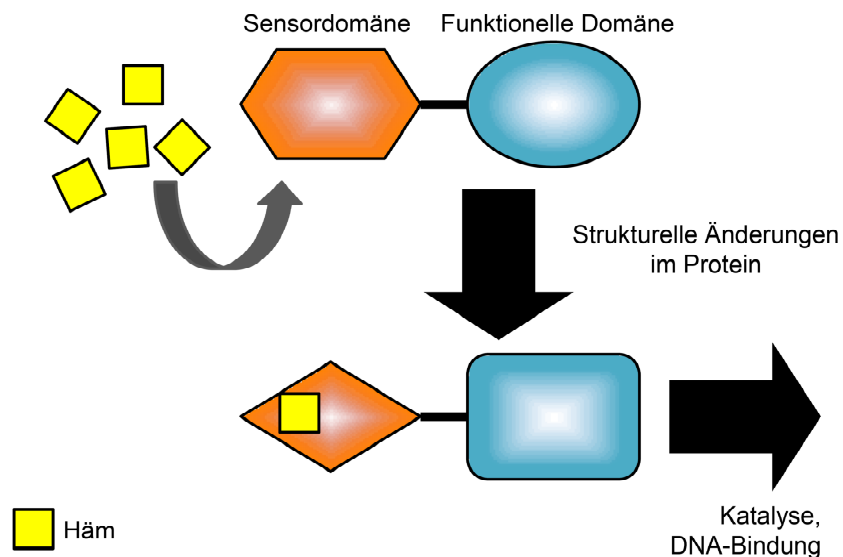 Sensordomäne
Funktionelle Domäne
Strukturelle Änderungen
im Protein
Häm
Katalyse,
DNA-Bindung